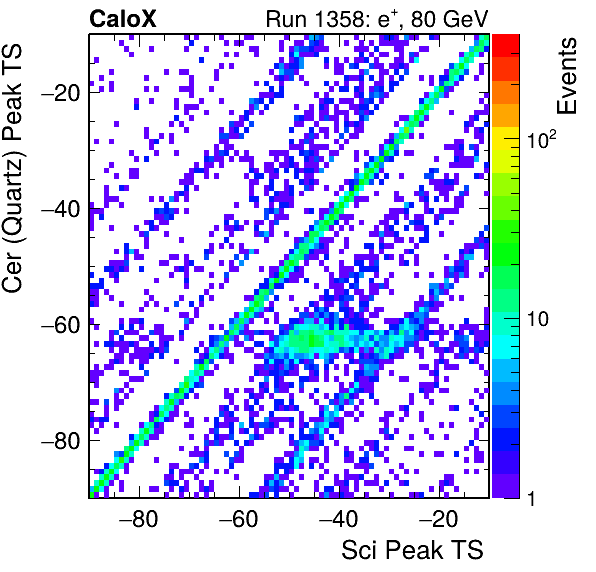 CaloX
Run 1358: e⁺, 80 GeV
Cer (Quartz) Peak TS
−20
−40
−60
−80
−80
−60
−40
−20
Sci Peak TS
Events
10²
10
1